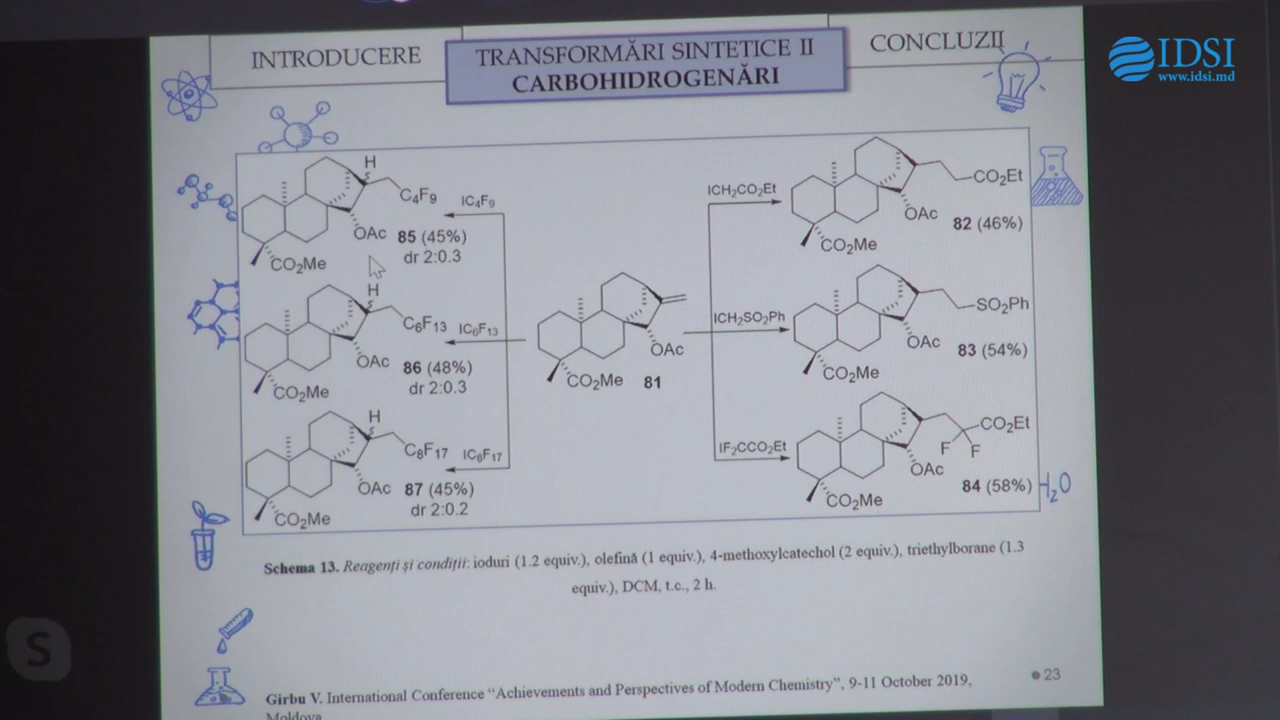 INTRODUCERE
TRANSFORMĂRI SINTETICE II
CARBOHIDROGENĂRI
CONCLUZII
IDSI
www.idsi.md
H
C4F9
IC4F9
OAc
85 (45%)
dr 2:0.3
CO2Me
H
C6F13
IC6F13
OAc
86 (48%)
dr 2:0.3
CO2Me
H
C8F17
IC8F17
OAc
87 (45%)
dr 2:0.2
CO2Me
OAc
CO2Me
81
ICH2CO2Et
CO2Et
OAc
82 (46%)
CO2Me
ICH2SO2Ph
SO2Ph
OAc
83 (54%)
CO2Me
IF2CCO2Et
CO2Et
F
F
OAc
84 (58%)
CO2Me
H2O
Schema 13. Reagenți și condiții: ioduri (1.2 equiv.), olefină (1 equiv.), 4-methoxylcatechol (2 equiv.), triethylborane (1.3
equiv.), DCM, t.c., 2 h.
S
23
Girbu V. International Conference “Achievements and Perspectives of Modern Chemistry”, 9-11 October 2019,
Moldova